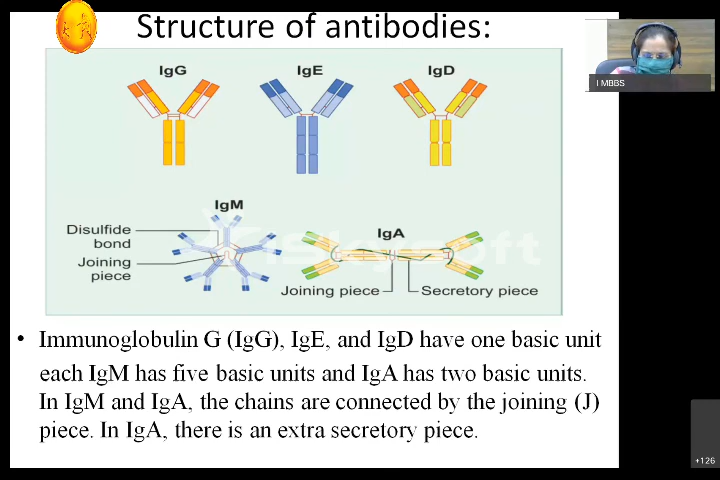 Structure of antibodies:
IgG
IgE
IgD
IgM
Disulfide
bond
Joining
piece
IgA
Joining piece
Secretory piece
iSkysoft
• Immunoglobulin G (IgG), IgE, and IgD have one basic unit
each IgM has five basic units and IgA has two basic units.
In IgM and IgA, the chains are connected by the joining (J)
piece. In IgA, there is an extra secretory piece.
I MBBS
+126